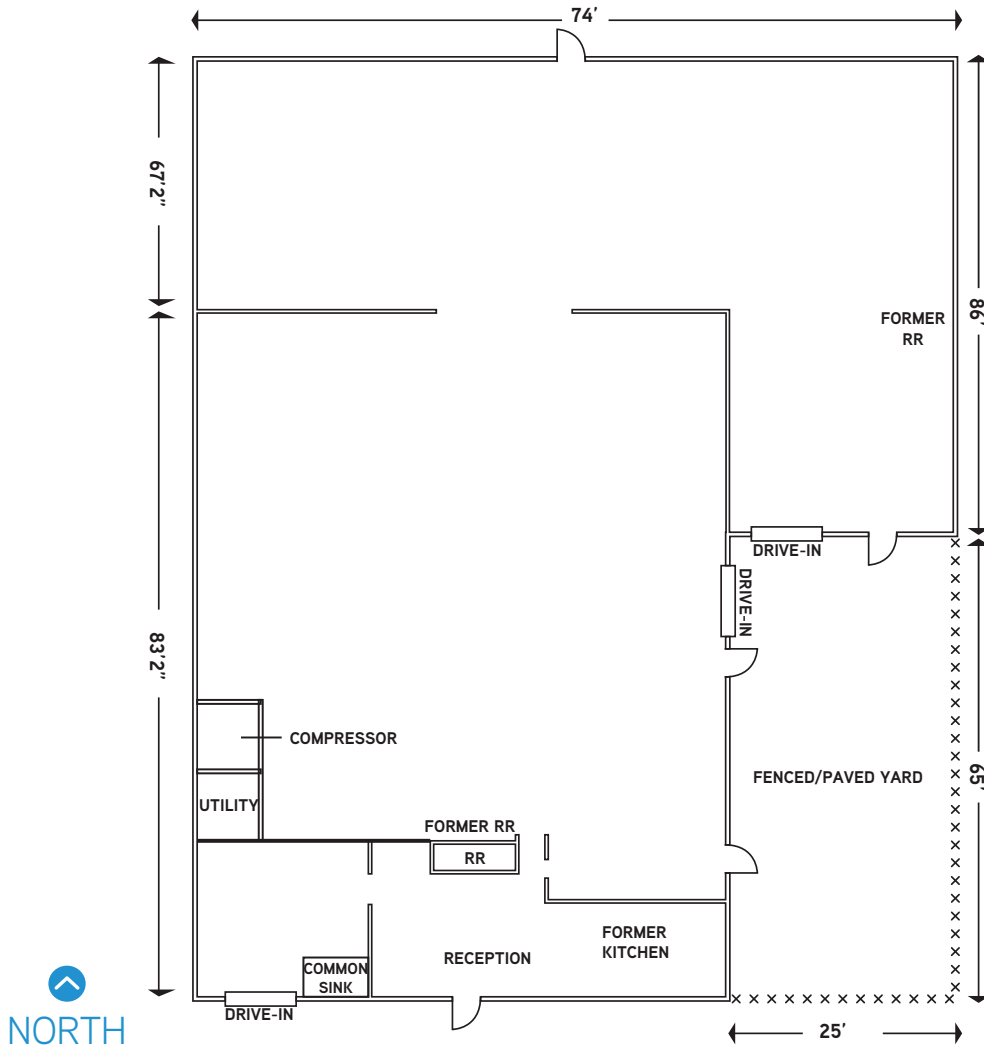 74'
67'2"
86'
FORMER
RR
DRIVE-IN
DRIVE-IN
83'2"
COMPRESSOR
UTILITY
FENCED/PAVED YARD
65'
FORMER RR
RR
FORMER
KITCHEN
RECEPTION
COMMON
SINK
DRIVE-IN
25'
NORTH